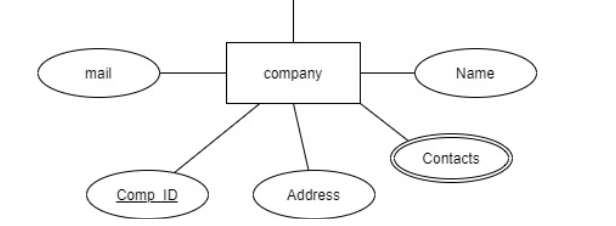 mail
company
Name
Contacts
Comp_ID
Address